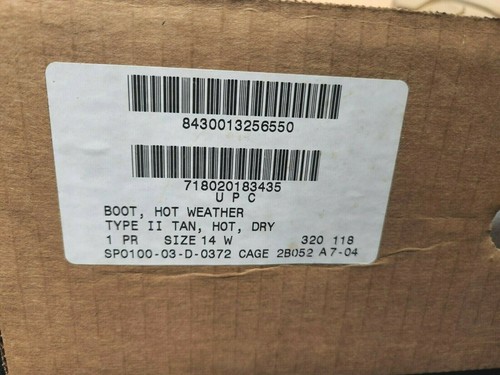 8430013256550
718020183435
U P C
BOOT, HOT WEATHER
TYPE II TAN, HOT, DRY
1 PR SIZE 14 W 320 118
SP0100-03-D-0372 CAGE 2B052 A 7-04